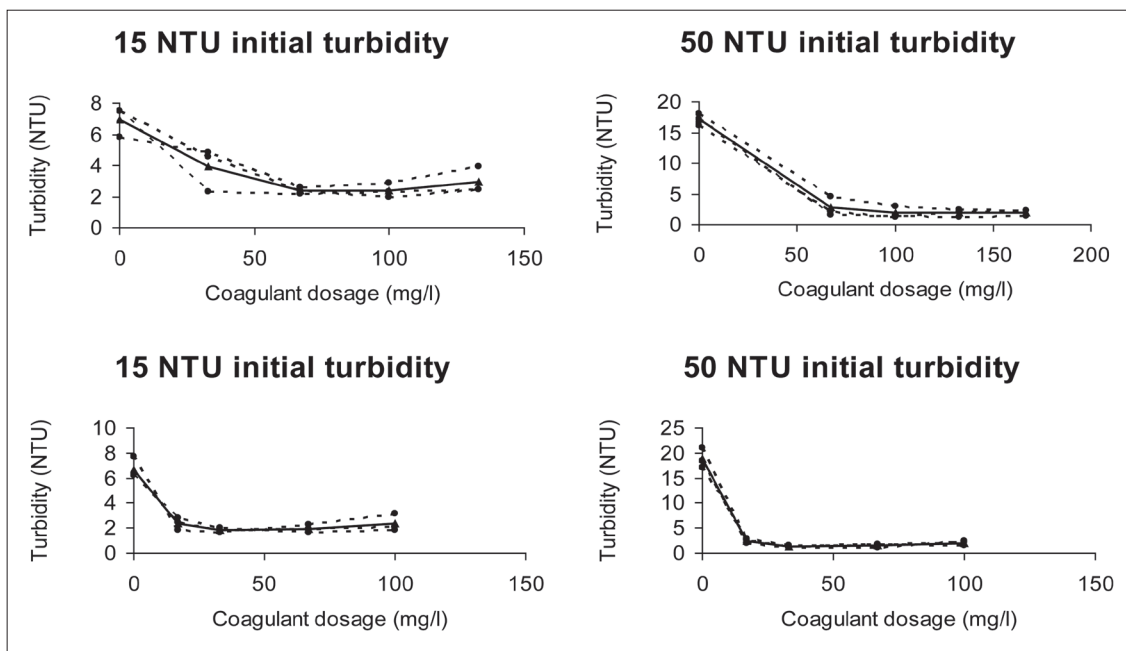 15 NTU initial turbidity
Turbidity (NTU)
8
6
4
2
0
0 50 100 150
Coagulant dosage (mg/l)
50 NTU initial turbidity
Turbidity (NTU)
20
15
10
5
0
0 50 100 150 200
Coagulant dosage (mg/l)
15 NTU initial turbidity
Turbidity (NTU)
10
8
6
4
2
0
0 50 100 150
Coagulant dosage (mg/l)
50 NTU initial turbidity
Turbidity (NTU)
25
20
15
10
5
0
0 50 100 150
Coagulant dosage (mg/l)